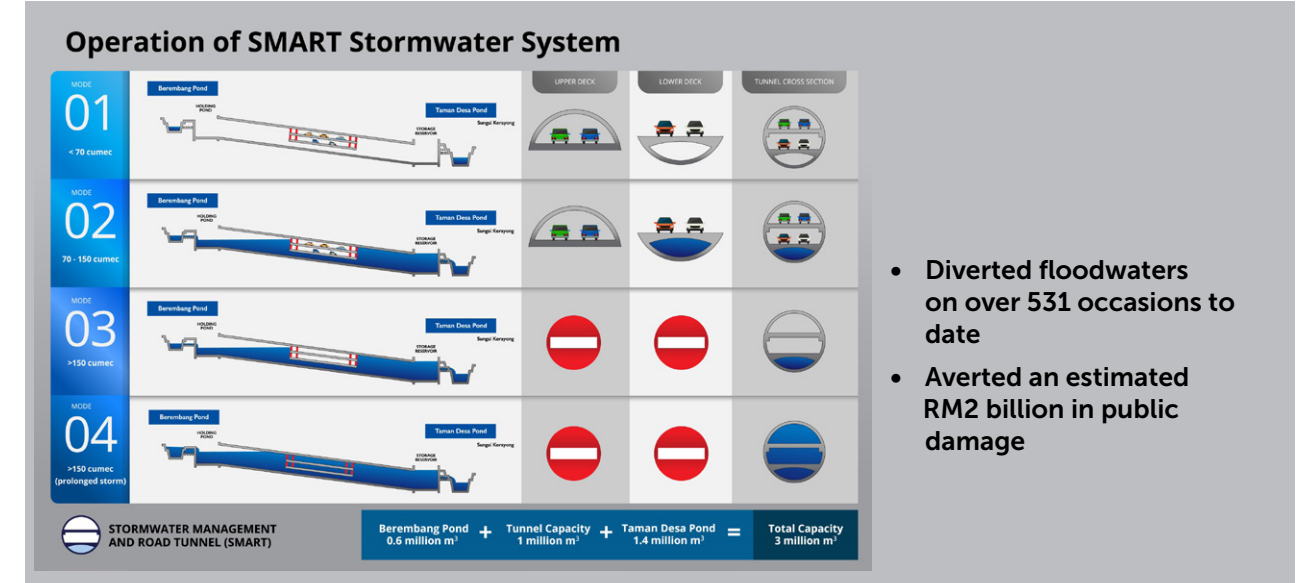 Operation of SMART Stormwater System
MODE
01
< 70 cumec
Berembang Pond
HOLDING
POND
Taman Desa Pond
Sungai Kerayong
STORAGE
RESERVOIR
UPPER DECK
LOWER DECK
TUNNEL CROSS SECTION
MODE
02
70 - 150 cumec
Berembang Pond
HOLDING
POND
Taman Desa Pond
Sungai Kerayong
STORAGE
RESERVOIR
MODE
03
>150 cumec
Berembang Pond
HOLDING
POND
Taman Desa Pond
Sungai Kerayong
STORAGE
RESERVOIR
MODE
04
>150 cumec
(prolonged storm)
Berembang Pond
HOLDING
POND
Taman Desa Pond
Sungai Kerayong
STORAGE
RESERVOIR
STORMWATER MANAGEMENT
AND ROAD TUNNEL (SMART)
Berembang Pond
0.6 million m³
+
Tunnel Capacity
1 million m³
+
Taman Desa Pond
1.4 million m³
=
Total Capacity
3 million m³
• Diverted floodwaters
on over 531 occasions to
date
• Averted an estimated
RM2 billion in public
damage